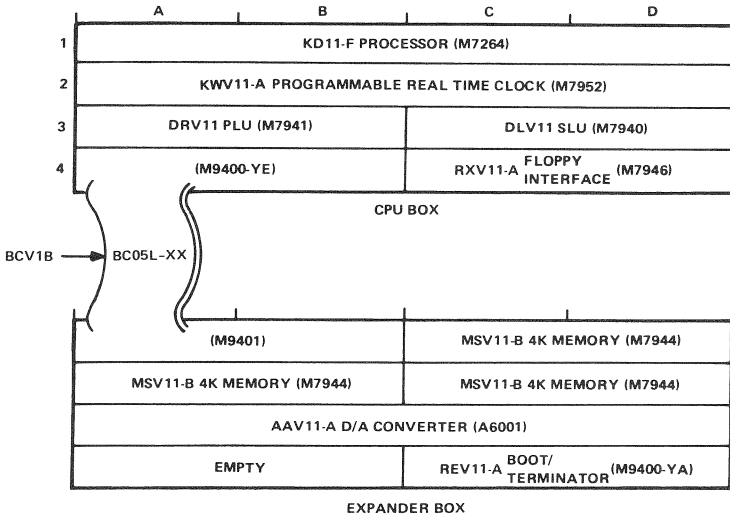 A B C D
1 KD11-F PROCESSOR (M7264)
2 KWV11-A PROGRAMMABLE REAL TIME CLOCK (M7952)
3 DRV11 PLU (M7941) DLV11 SLU (M7940)
4 (M9400-YE) RXV11-A FLOPPY INTERFACE (M7946)
CPU BOX
BCV1B BC05L-XX
(M9401) MSV11-B 4K MEMORY (M7944)
MSV11-B 4K MEMORY (M7944) MSV11-B 4K MEMORY (M7944)
AAV11-A D/A CONVERTER (A6001)
EMPTY REV11-A BOOT/ TERMINATOR (M9400-YA)
EXPANDER BOX